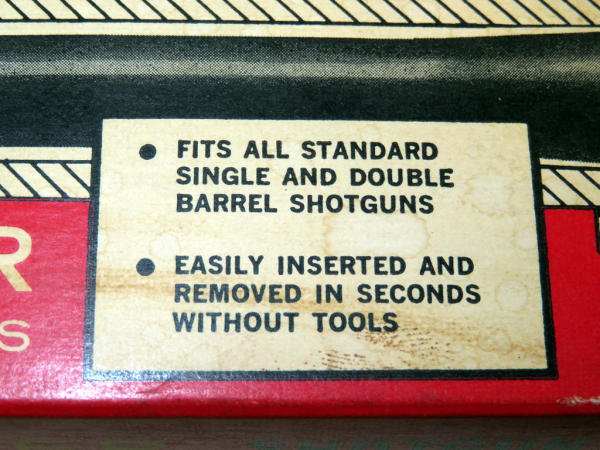 • FITS ALL STANDARD
SINGLE AND DOUBLE
BARREL SHOTGUNS
• EASILY INSERTED AND
REMOVED IN SECONDS
WITHOUT TOOLS
R
S